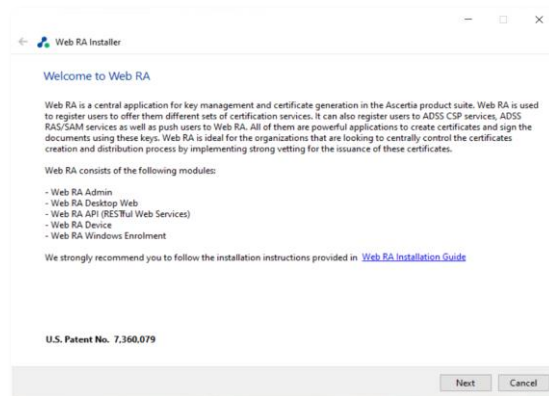 Web RA Installer
Welcome to Web RA
Web RA is a central application for key management and certificate generation in the Ascertia product suite. Web RA is used
to register users to offer them different sets of certification services. It can also register users to ADSS CSP services, ADSS
RAS/SAM services as well as push users to Web RA. All of them are powerful applications to create certificates and sign the
documents using these keys. Web RA is ideal for the organizations that are looking to centrally control the certificates
creation and distribution process by implementing strong vetting for the issuance of these certificates.
Web RA consists of the following modules:
- Web RA Admin
- Web RA Desktop Web
- Web RA API (RESTful Web Services)
- Web RA Device
- Web RA Windows Enrolment
We strongly recommend you to follow the installation instructions provided in Web RA Installation Guide
U.S. Patent No. 7,360,079
Next Cancel